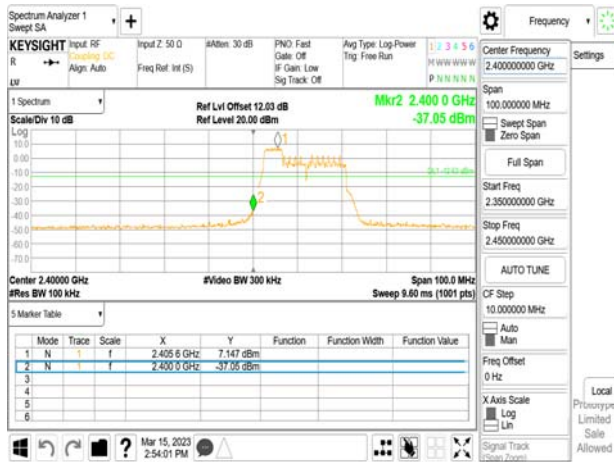 Spectrum Analyzer 1
Swept SA
+
Frequency
KEYSIGHT Input: RF
Coupling: DC
Align: Auto
Input Z: 50 Ω
Freq Ref: Int (S)
#Atten: 30 dB
PNO: Fast
Gate: Off
IF Gain: Low
Sig Track: Off
Avg Type: Log-Power
Trig: Free Run
1 2 3 4 5 6
M W W W W W
P N N N N N
R
LV
1 Spectrum
Scale/Div 10 dB
Ref Lvl Offset 12.03 dB
Ref Level 20.00 dBm
Mkr2 2.400 0 GHz
-37.05 dBm
Log
10.0
0.00
-10.0
-20.0
-30.0
-40.0
-50.0
-60.0
-70.0
1
2
Center 2.40000 GHz
#Res BW 100 kHz
#Video BW 300 kHz
Span 100.0 MHz
Sweep 9.60 ms (1001 pts)
5 Marker Table
Mode Trace Scale X Y Function Function Width Function Value
1 N 1 f 2.405 6 GHz 7.147 dBm
2 N 1 f 2.400 0 GHz -37.05 dBm
3
4
5
6
?
Mar 15, 2023
2:54:01 PM
Center Frequency
2.400000000 GHz
Settings
Span
100.000000 MHz
Swept Span
Zero Span
Full Span
Start Freq
2.350000000 GHz
Stop Freq
2.450000000 GHz
AUTO TUNE
CF Step
10.000000 MHz
Auto
Man
Freq Offset
0 Hz
X Axis Scale
Log
Lin
Signal Track
(Span Zoom)
Local
Prototype
Limited
Sale
Allowed